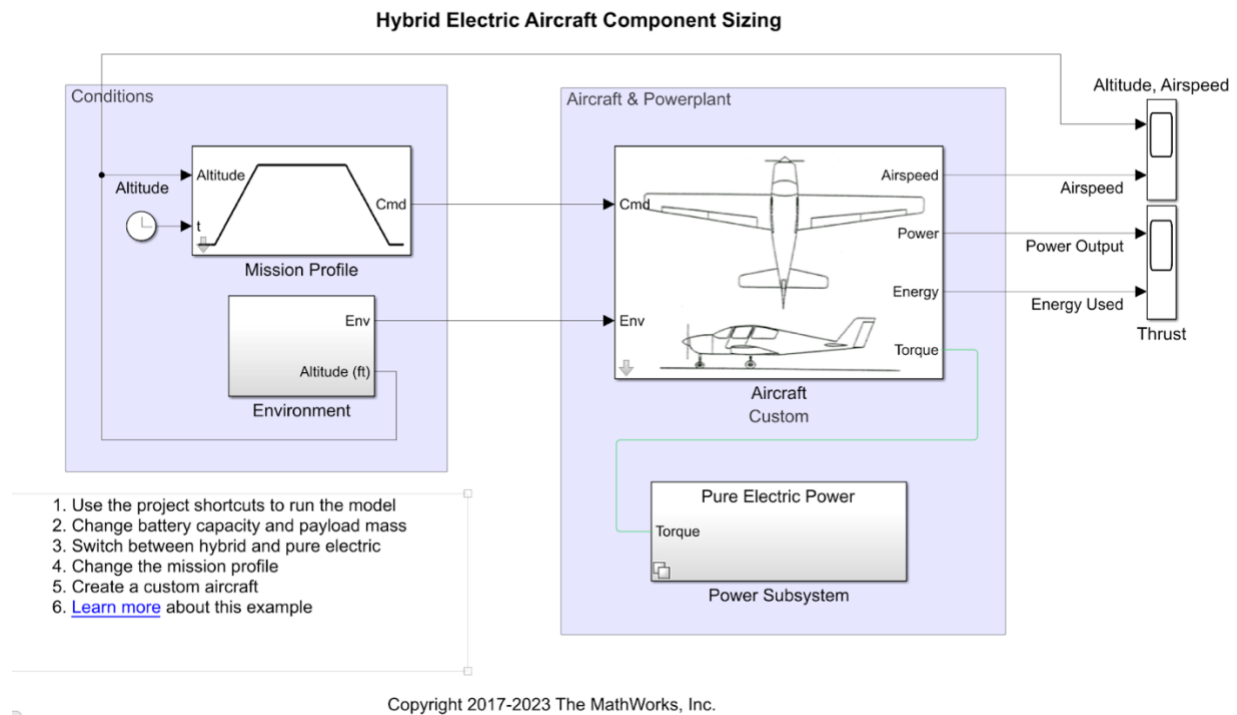 Hybrid Electric Aircraft Component Sizing
Conditions
Altitude
Altitude
t
Cmd
Mission Profile
Env
Altitude (ft)
Environment
Aircraft & Powerplant
Cmd
Env
Airspeed
Power
Energy
Torque
Aircraft
Custom
Pure Electric Power
Torque
Power Subsystem
Altitude, Airspeed
Airspeed
Power Output
Energy Used
Thrust
1. Use the project shortcuts to run the model
2. Change battery capacity and payload mass
3. Switch between hybrid and pure electric
4. Change the mission profile
5. Create a custom aircraft
6. Learn more about this example
Copyright 2017-2023 The MathWorks, Inc.